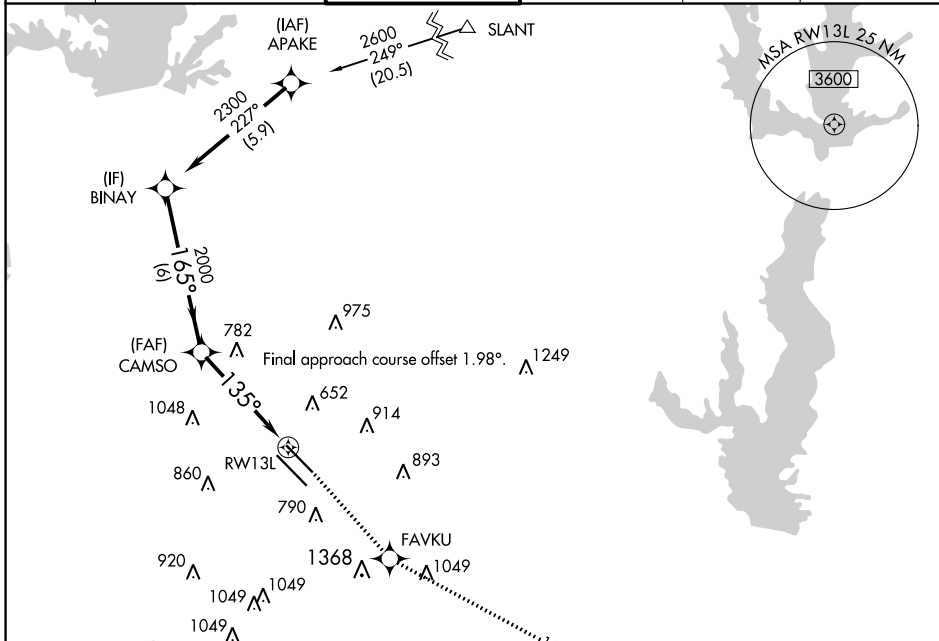 (IAF)
APAKE
2600
249°
(20.5)
SLANT
MSA RW13L 25 NM
3600
2300
227°
(5.9)
(IF)
BINAY
2000
165°
(6)
975
782
(FAF)
CAMSO
Final approach course offset 1.98°.
1249
135°
652
1048
914
RW13L
893
860
790
FAVKU
1368
1049
920
1049
1049
1049